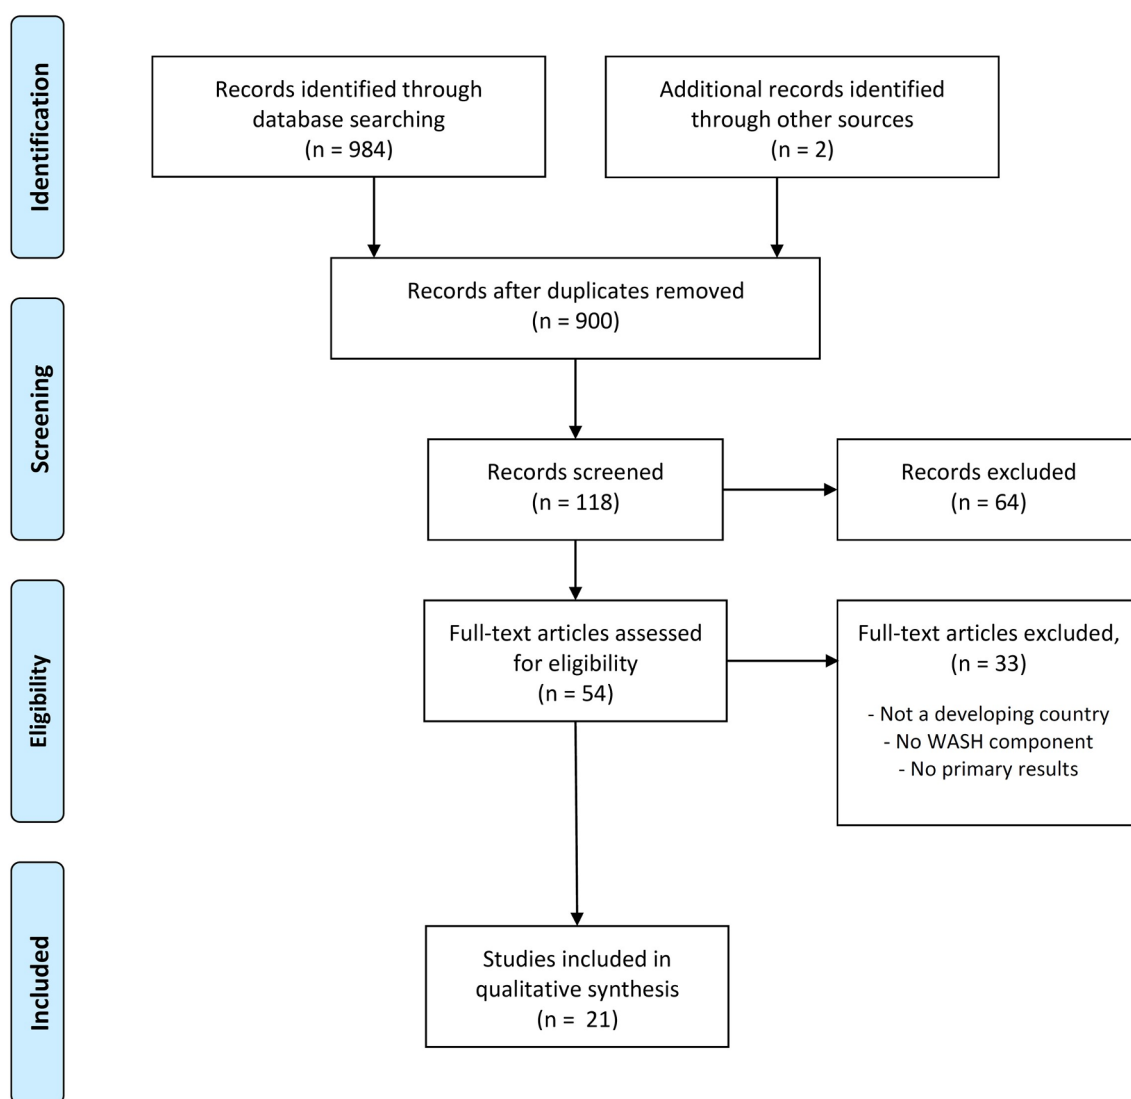 Identification
Records identified through
database searching
(n = 984)
Additional records identified
through other sources
(n = 2)
Records after duplicates removed
(n = 900)
Screening
Records screened
(n = 118)
Records excluded
(n = 64)
Eligibility
Full-text articles assessed
for eligibility
(n = 54)
Full-text articles excluded,
(n = 33)
- Not a developing country
- No WASH component
- No primary results
Included
Studies included in
qualitative synthesis
(n = 21)